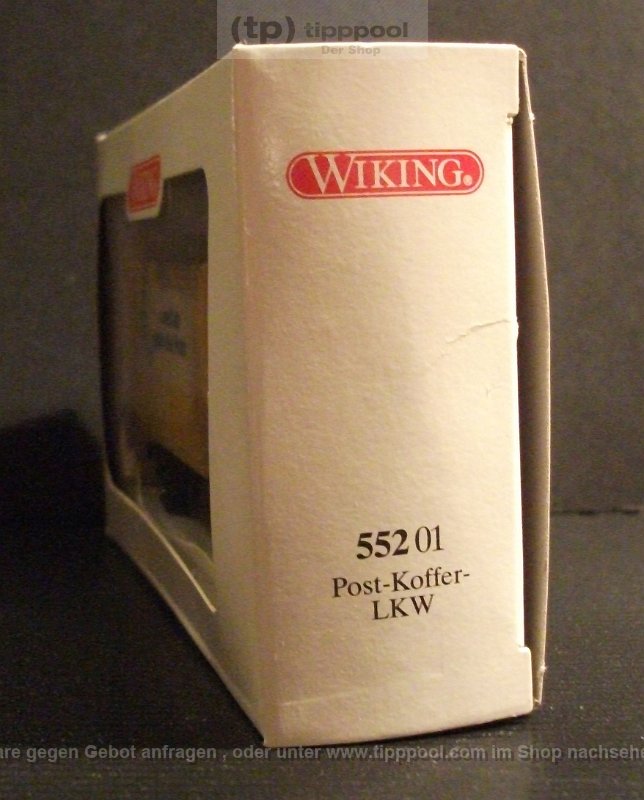 (tp) tipppool
Der Shop
WIKING®
WIKING
552 01
Post-Koffer-
LKW
are gegen Gebot anfragen , oder unter www.tipppool.com im Shop nachsehe